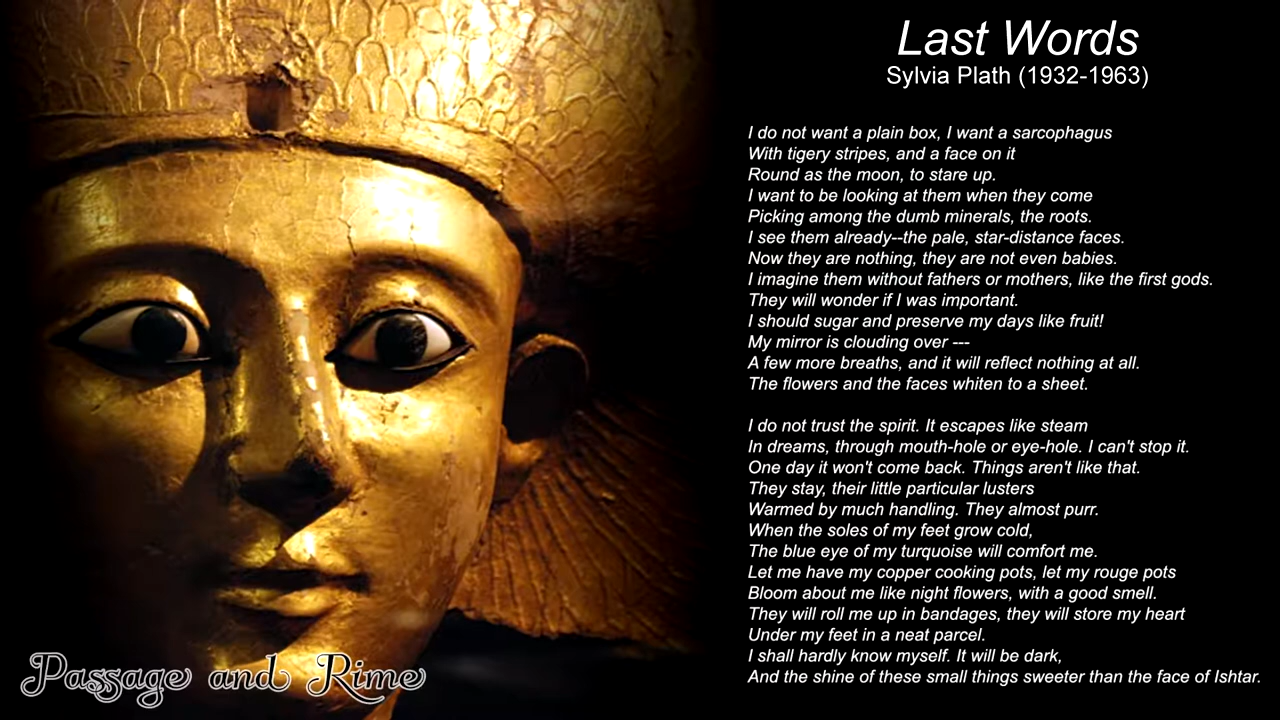 Last Words
Sylvia Plath (1932-1963)
I do not want a plain box, I want a sarcophagus
With tigery stripes, and a face on it
Round as the moon, to stare up.
I want to be looking at them when they come
Picking among the dumb minerals, the roots.
I see them already--the pale, star-distance faces.
Now they are nothing, they are not even babies.
I imagine them without fathers or mothers, like the first gods.
They will wonder if I was important.
I should sugar and preserve my days like fruit!
My mirror is clouding over ---
A few more breaths, and it will reflect nothing at all.
The flowers and the faces whiten to a sheet.

I do not trust the spirit. It escapes like steam
In dreams, through mouth-hole or eye-hole. I can't stop it.
One day it won't come back. Things aren't like that.
They stay, their little particular lusters
Warmed by much handling. They almost purr.
When the soles of my feet grow cold,
The blue eye of my turquoise will comfort me.
Let me have my copper cooking pots, let my rouge pots
Bloom about me like night flowers, with a good smell.
They will roll me up in bandages, they will store my heart
Under my feet in a neat parcel.
I shall hardly know myself. It will be dark,
And the shine of these small things sweeter than the face of Ishtar.
Passage and Rime